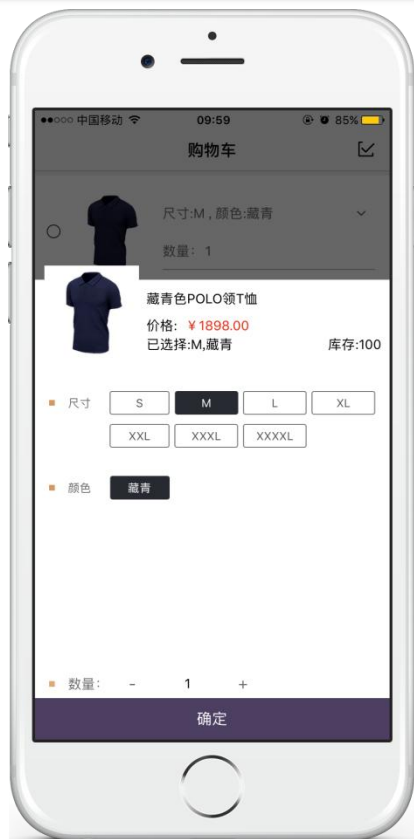 ●●○○○ 中国移动 09:59 85%
购物车
尺寸:M , 颜色:藏青
数量: 1
藏青色POLO领T恤
价格: ¥1898.00
已选择:M,藏青 库存:100
尺寸 S M L XL
XXL XXXL XXXXL
颜色 藏青
数量: - 1 +
确定